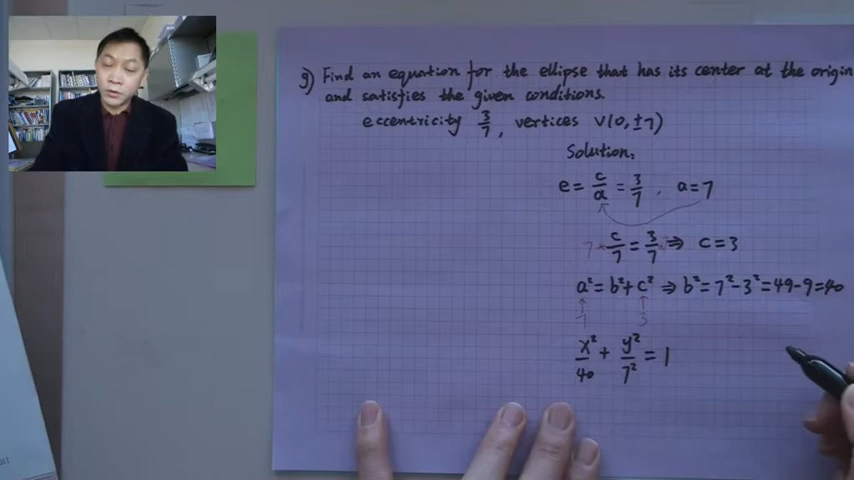 9) Find an equation for the ellipse that has its center at the origin
and satisfies the given conditions.
eccentricity 3/7, vertices V(0, ±7)
Solution:
e = c/a = 3/7, a = 7
7· c/7 = 3/7 ·7 ⇒ c = 3
a² = b² + c² ⇒ b² = 7² - 3² = 49 - 9 = 40
7 3
x²/40 + y²/7² = 1